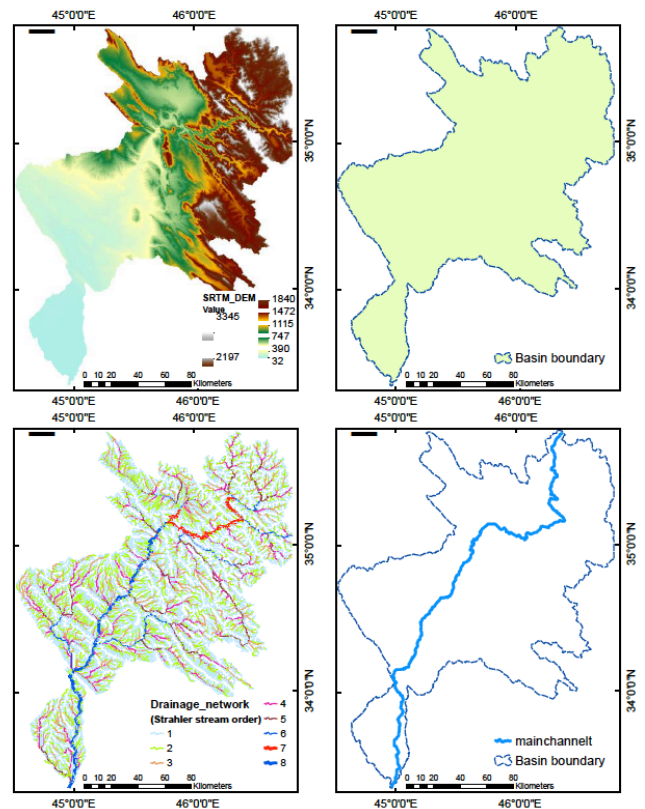 45°0'0"E 46°0'0"E 45°0'0"E 46°0'0"E
35°0'0"N
34°0'0"N
SRTM_DEM
Value
3345
2197
1840
1472
1115
747
390
32
0 10 20 40 60 80
Kilometers
35°0'0"N
34°0'0"N
Basin boundary
0 10 20 40 60 80
Kilometers
45°0'0"E 46°0'0"E 45°0'0"E 46°0'0"E
35°0'0"N
34°0'0"N
Drainage_network
(Strahler stream order)
1
2
3
4
5
6
7
8
0 10 20 40 60 80
Kilometers
45°0'0"E 46°0'0"E
35°0'0"N
34°0'0"N
mainchannelt
Basin boundary
0 10 20 40 60 80
Kilometers
45°0'0"E 46°0'0"E